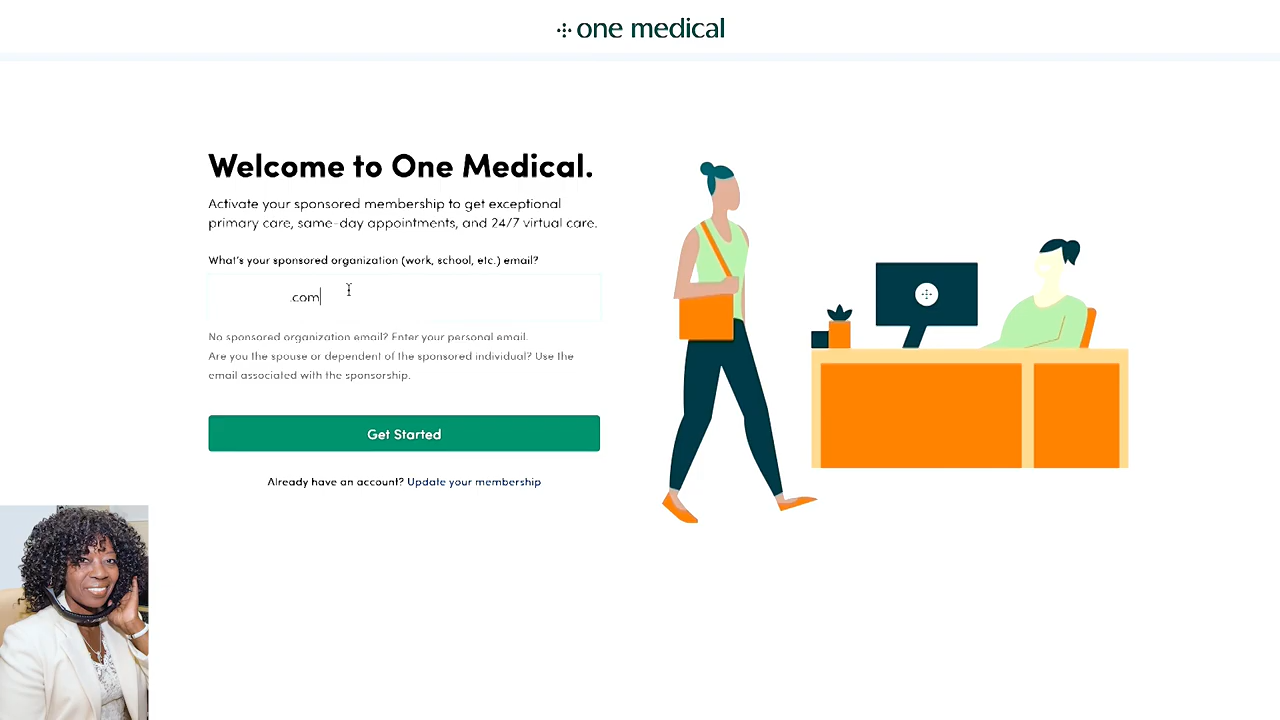 one medical
Welcome to One Medical.
Activate your sponsored membership to get exceptional
primary care, same-day appointments, and 24/7 virtual care.
What's your sponsored organization (work, school, etc.) email?
.com
No sponsored organization email? Enter your personal email.
Are you the spouse or dependent of the sponsored individual? Use the
email associated with the sponsorship.
Get Started
Already have an account? Update your membership